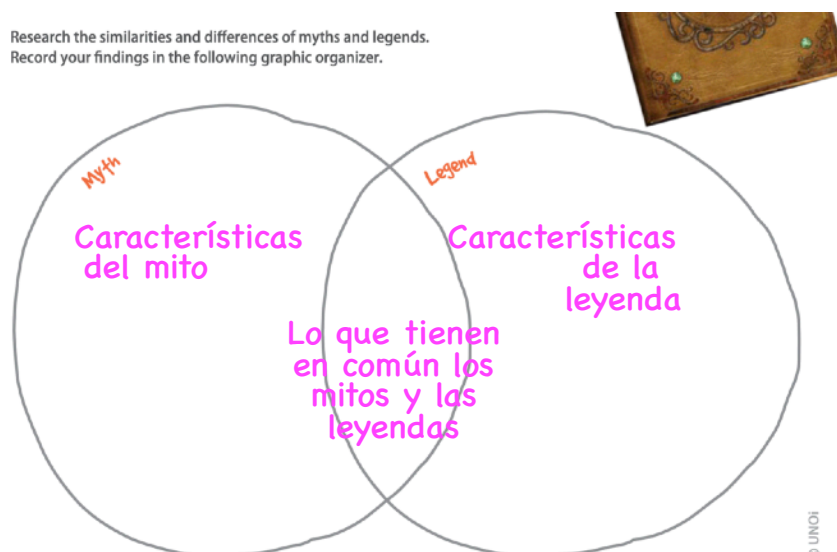 Research the similarities and differences of myths and legends.
Record your findings in the following graphic organizer.
Myth
Legend
Características
del mito
Características
de la
leyenda
Lo que tienen
en común los
mitos y las
leyendas
UNOi